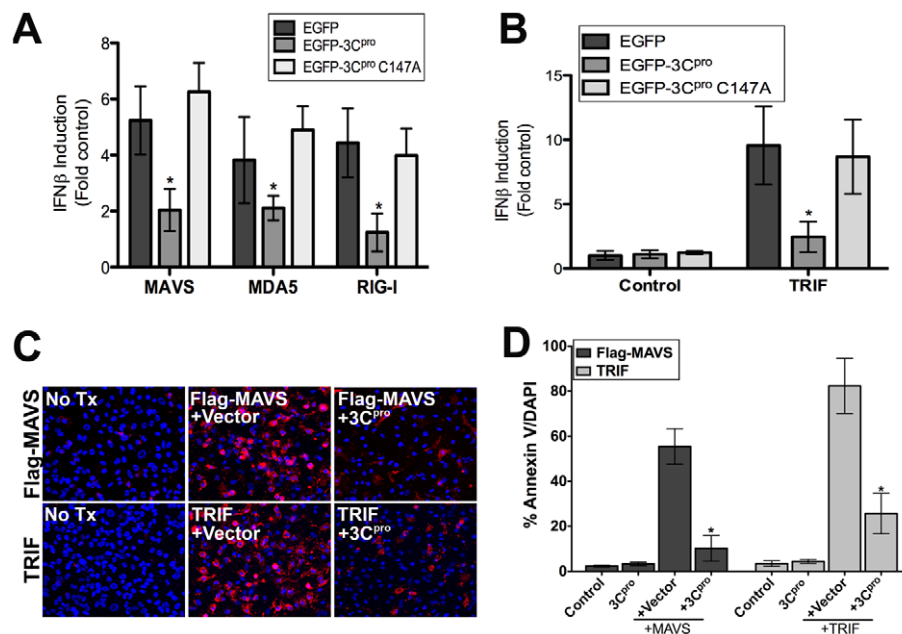 A
EGFP
EGFP-3Cᵖʳᵒ
EGFP-3Cᵖʳᵒ C147A
IFNβ Induction
(Fold control)
8
6
4
2
0
*
*
*
MAVS
MDA5
RIG-I
B
EGFP
EGFP-3Cᵖʳᵒ
EGFP-3Cᵖʳᵒ C147A
IFNβ Induction
(Fold control)
15
10
5
0
*
Control
TRIF
C
Flag-MAVS
No Tx
Flag-MAVS
+Vector
Flag-MAVS
+3Cᵖʳᵒ
TRIF
No Tx
TRIF
+Vector
TRIF
+3Cᵖʳᵒ
D
Flag-MAVS
TRIF
% Annexin V/DAPI
100
80
60
40
20
0
*
*
Control
3Cᵖʳᵒ
+Vector
+3Cᵖʳᵒ
+MAVS
Control
3Cᵖʳᵒ
+Vector
+3Cᵖʳᵒ
+TRIF